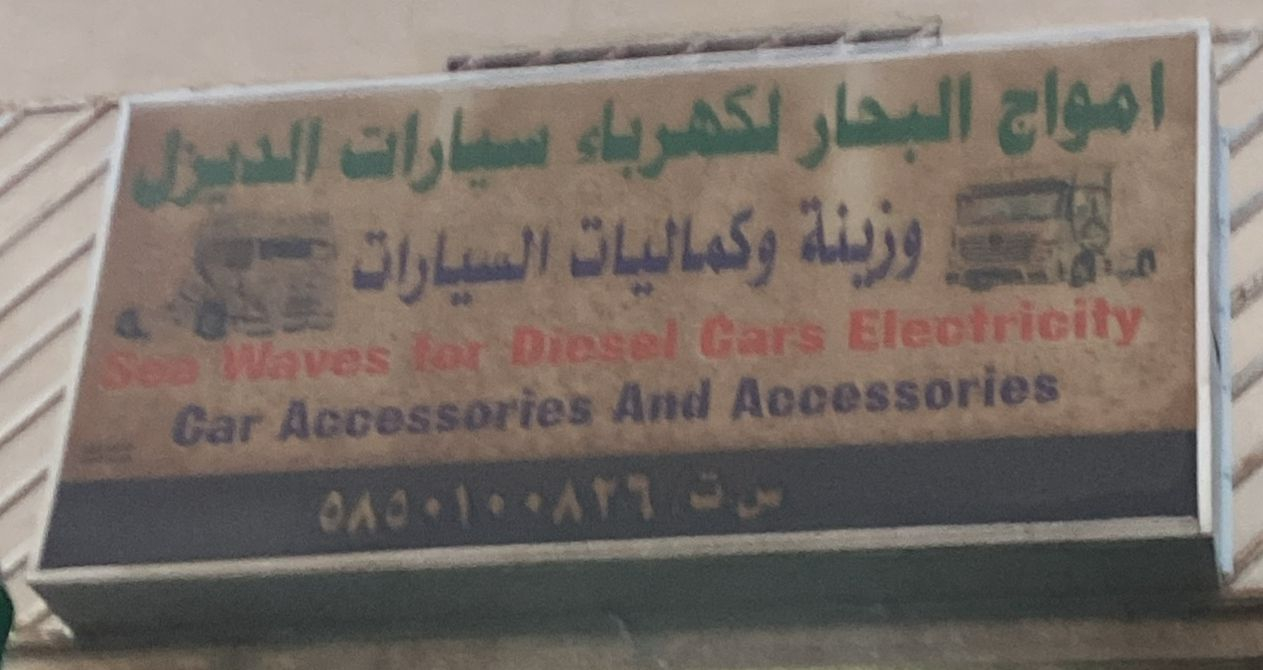 امواج البحار لكهرباء سيارات الديزل
وزينة وكماليات السيارات
Sea Waves for Diesel Cars Electricity
Car Accessories And Accessories
س ت ٥٨٥٠١٠٠٨٢٦